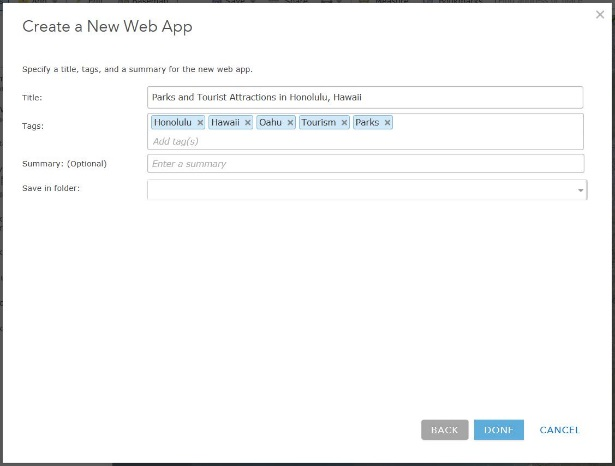 Create a New Web App
Specify a title, tags, and a summary for the new web app.
Title: Parks and Tourist Attractions in Honolulu, Hawaii
Tags: Honolulu × Hawaii × Oahu × Tourism × Parks ×
Add tag(s)
Summary: (Optional) Enter a summary
Save in folder:
BACK DONE CANCEL